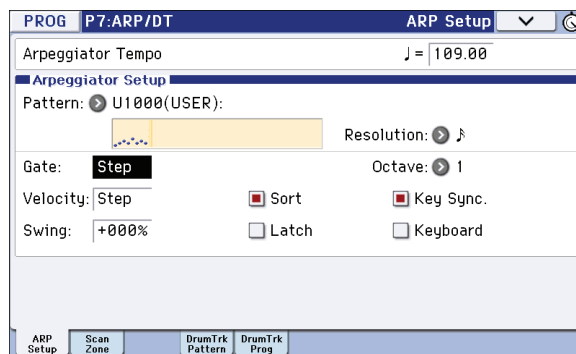 PROG P7:ARP/DT ARP Setup
Arpeggiator Tempo ♩= 109.00
Arpeggiator Setup
Pattern: U1000(USER):
Resolution: ♪
Gate: Step Octave: 1
Velocity: Step Sort Key Sync.
Swing: +000% Latch Keyboard
ARP Setup Scan Zone DrumTrk Pattern DrumTrk Prog